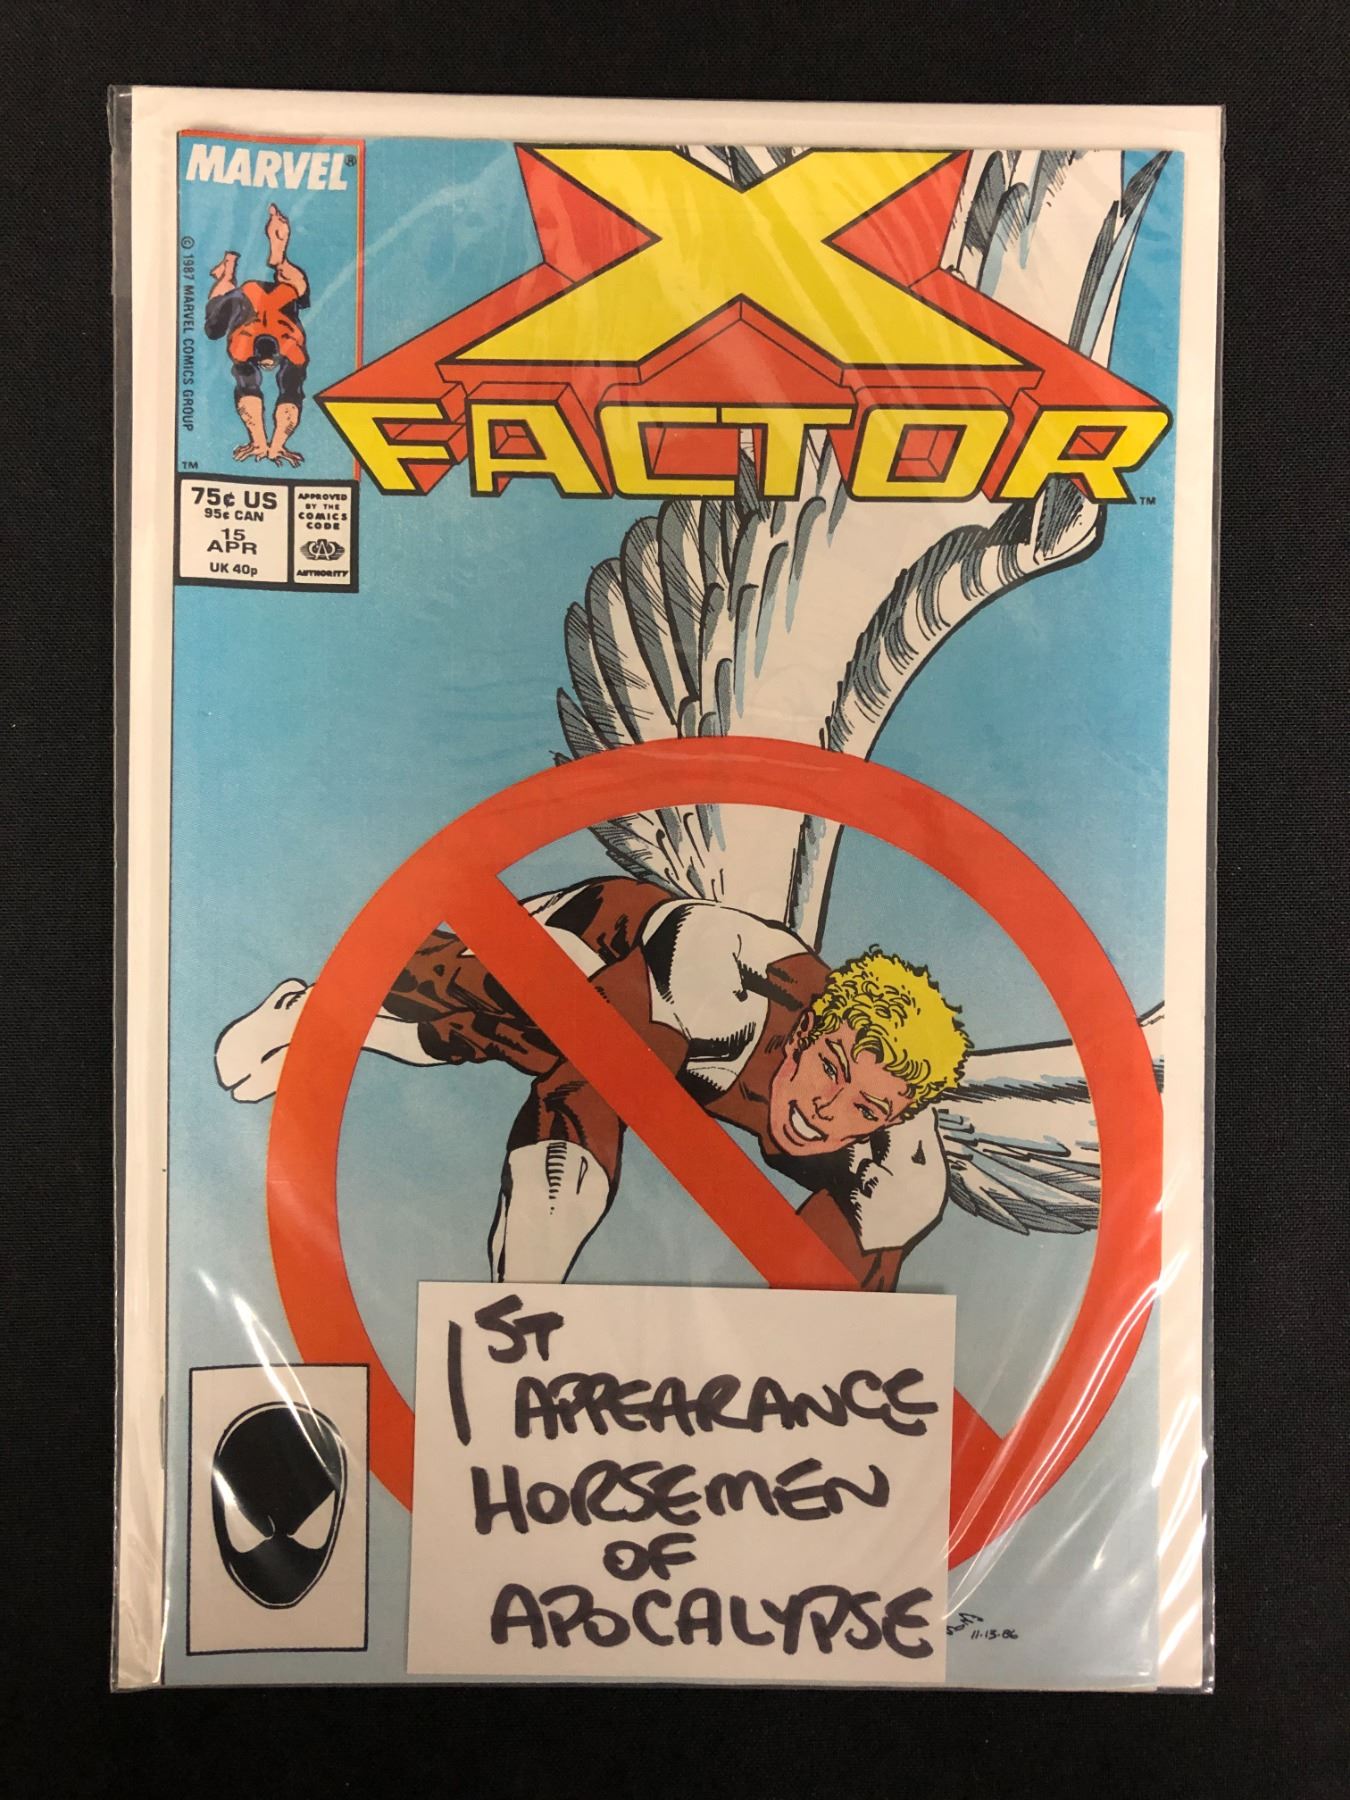 MARVEL®
© 1987 MARVEL COMICS GROUP
TM
X
FACTOR
TM
75¢ US
95¢ CAN
15
APR
UK 40p
APPROVED
BY THE
COMICS
CODE
CAC
AUTHORITY
1ST
APPEARANCE
HORSEMEN
OF
APOCALYPSE
11·13·86